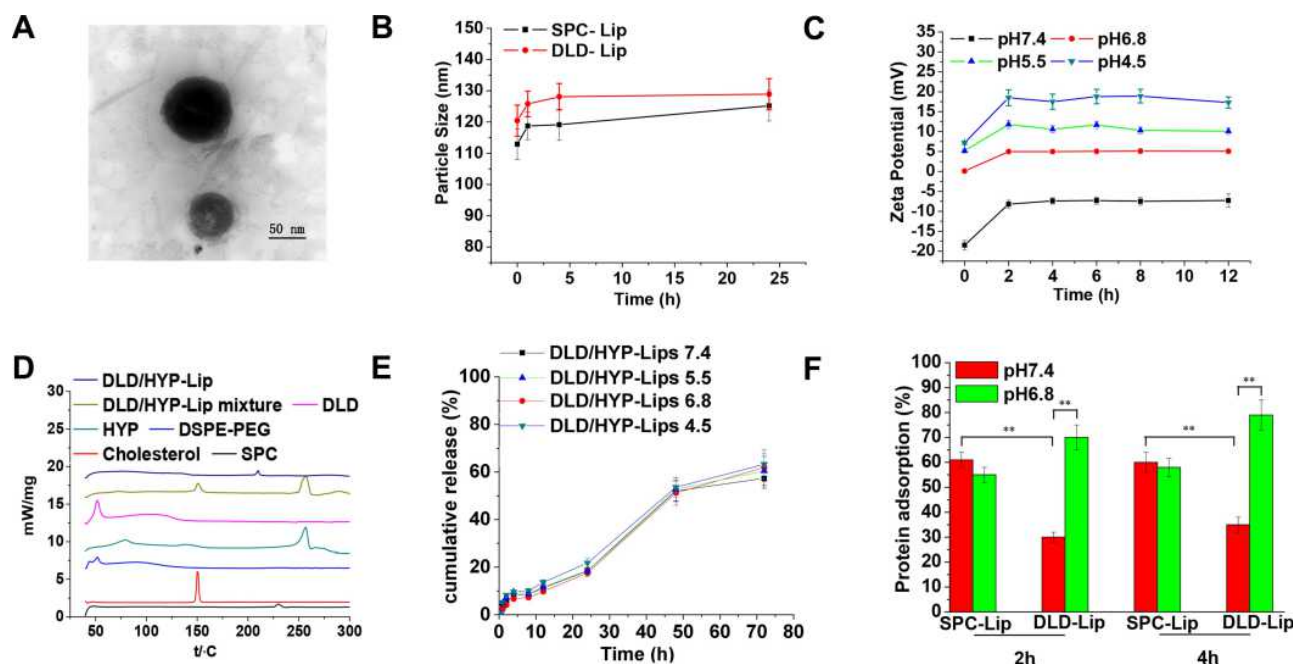 A
50 nm
B
SPC- Lip
DLD- Lip
150
140
130
120
110
100
90
80
Particle Size (nm)
0 5 10 15 20 25
Time (h)
C
pH7.4 pH6.8
pH5.5 pH4.5
35
30
25
20
15
10
5
0
-5
-10
-15
-20
Zeta Potential (mV)
0 2 4 6 8 10 12
Time (h)
D
DLD/HYP-Lip
DLD/HYP-Lip mixture DLD
HYP DSPE-PEG
Cholesterol SPC
30
25
20
15
10
5
0
mW/mg
50 100 150 200 250 300
t/·C
E
DLD/HYP-Lips 7.4
DLD/HYP-Lips 5.5
DLD/HYP-Lips 6.8
DLD/HYP-Lips 4.5
100
80
60
40
20
0
cumulative release (%)
0 10 20 30 40 50 60 70 80
Time (h)
F
pH7.4
pH6.8
100
90
80
70
60
50
40
30
20
10
0
Protein adsorption (%)
** ** ** **
SPC-Lip DLD-Lip SPC-Lip DLD-Lip
2h 4h